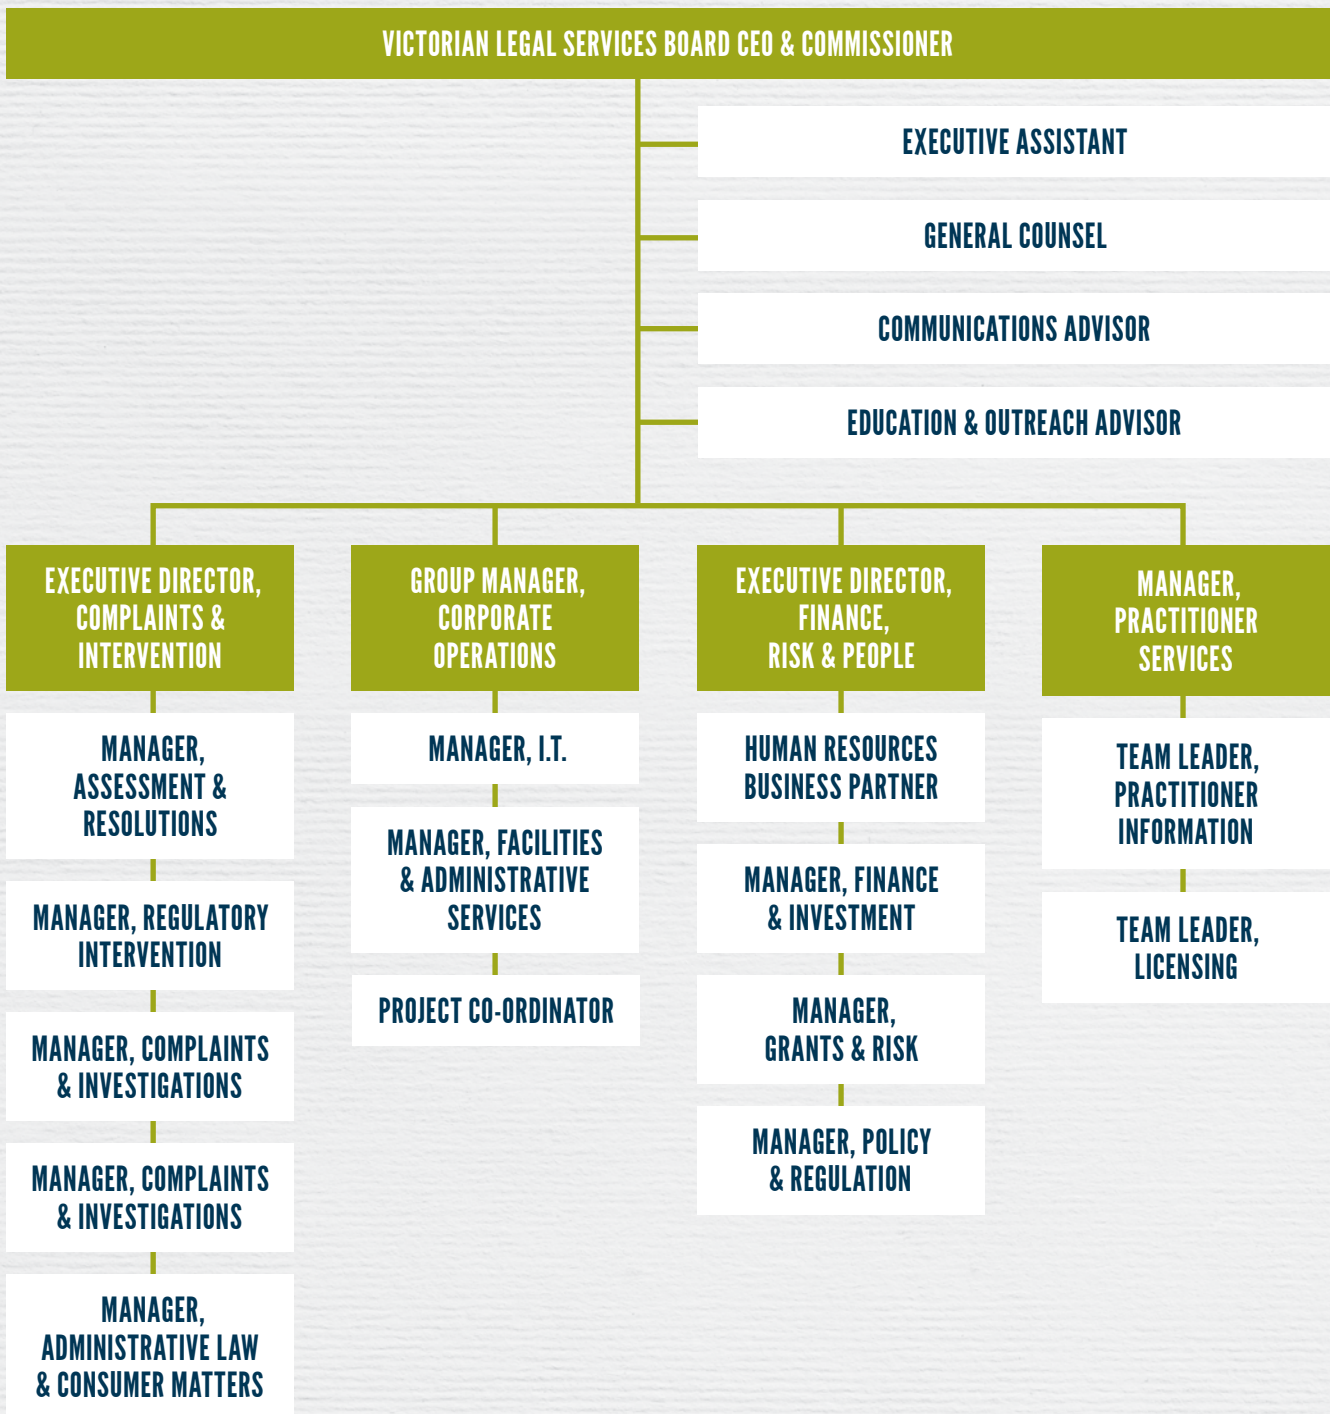 VICTORIAN LEGAL SERVICES BOARD CEO & COMMISSIONER
EXECUTIVE ASSISTANT
GENERAL COUNSEL
COMMUNICATIONS ADVISOR
EDUCATION & OUTREACH ADVISOR
EXECUTIVE DIRECTOR,
COMPLAINTS &
INTERVENTION
MANAGER,
ASSESSMENT &
RESOLUTIONS
MANAGER, REGULATORY
INTERVENTION
MANAGER, COMPLAINTS
& INVESTIGATIONS
MANAGER, COMPLAINTS
& INVESTIGATIONS
MANAGER,
ADMINISTRATIVE LAW
& CONSUMER MATTERS
GROUP MANAGER,
CORPORATE
OPERATIONS
MANAGER, I.T.
MANAGER, FACILITIES
& ADMINISTRATIVE
SERVICES
PROJECT CO-ORDINATOR
EXECUTIVE DIRECTOR,
FINANCE,
RISK & PEOPLE
HUMAN RESOURCES
BUSINESS PARTNER
MANAGER, FINANCE
& INVESTMENT
MANAGER,
GRANTS & RISK
MANAGER, POLICY
& REGULATION
MANAGER,
PRACTITIONER
SERVICES
TEAM LEADER,
PRACTITIONER
INFORMATION
TEAM LEADER,
LICENSING